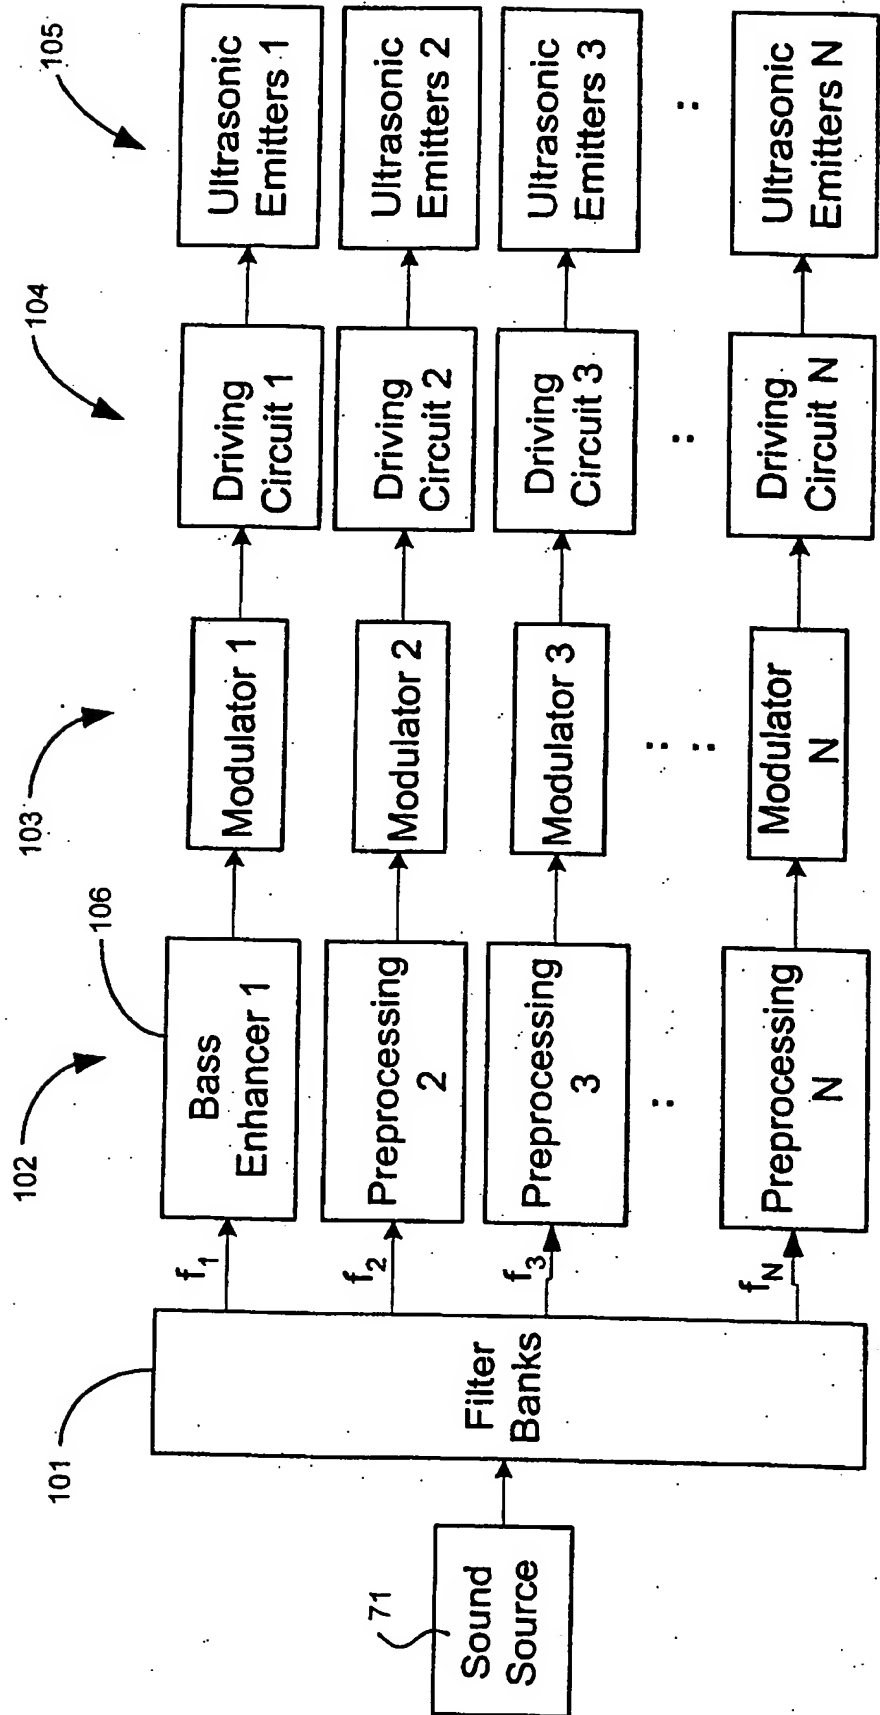 71
Sound
Source
101
Filter
Banks
f1
f2
f3
fN
102
106
Bass
Enhancer 1
Preprocessing
2
Preprocessing
3
Preprocessing
N
103
Modulator 1
Modulator 2
Modulator 3
Modulator
N
104
Driving
Circuit 1
Driving
Circuit 2
Driving
Circuit 3
Driving
Circuit N
105
Ultrasonic
Emitters 1
Ultrasonic
Emitters 2
Ultrasonic
Emitters 3
Ultrasonic
Emitters N